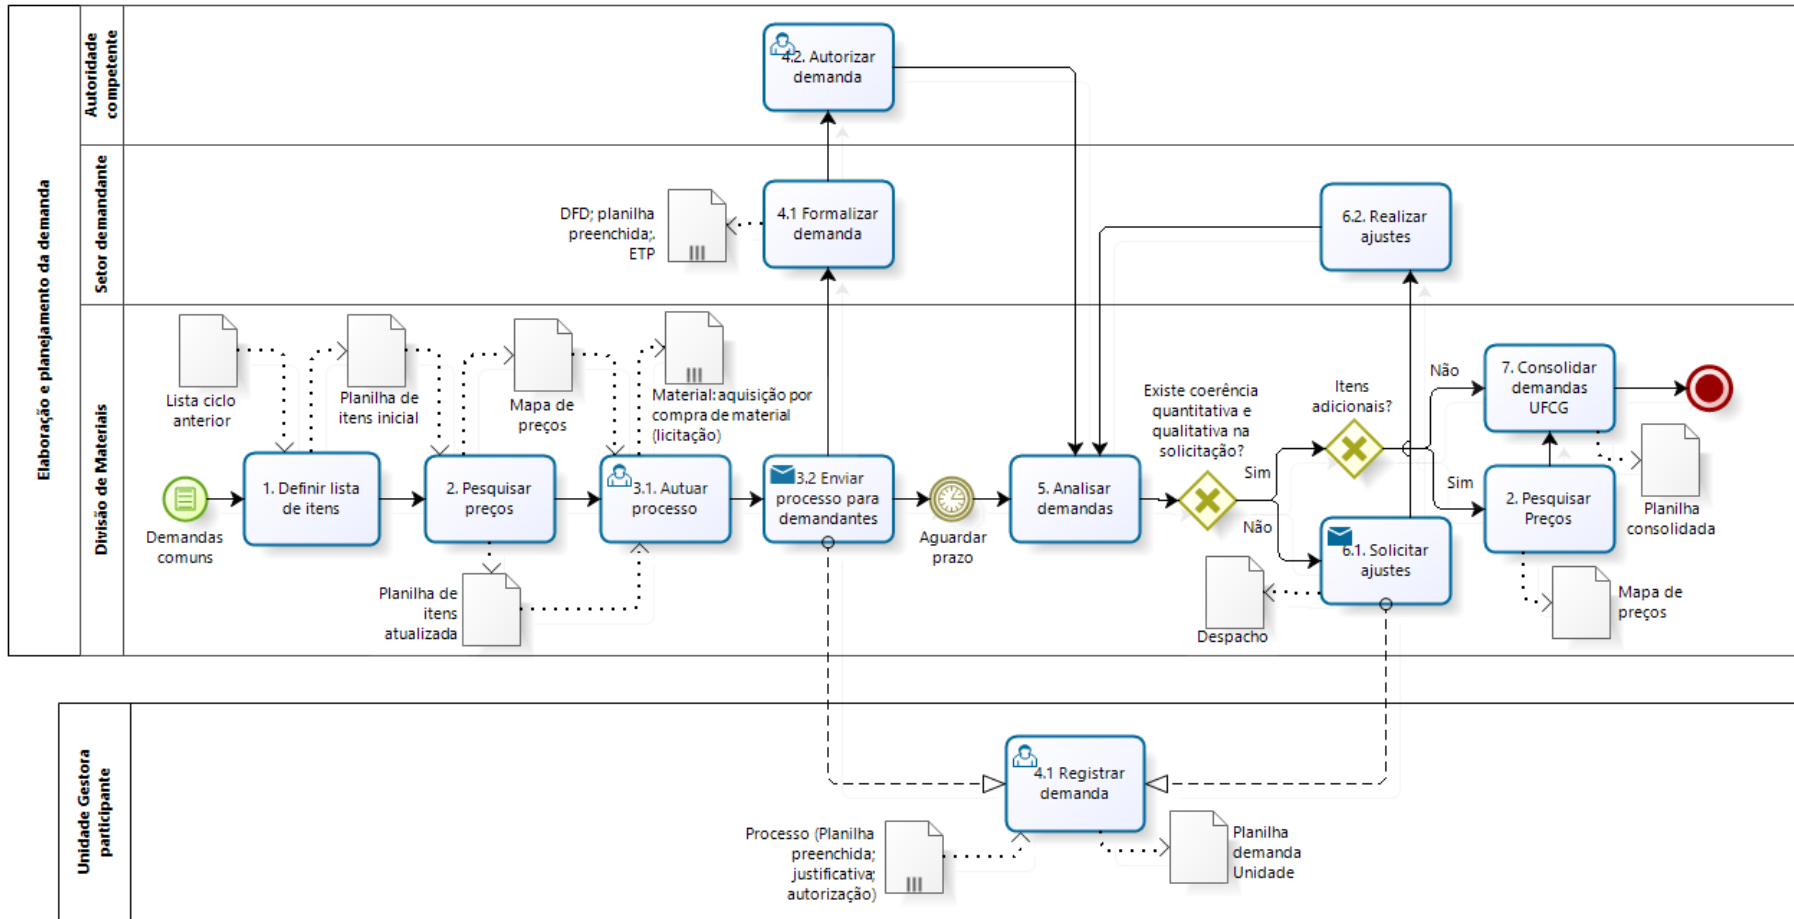 Elaboração e planejamento da demanda
Autoridade
competente
4.2. Autorizar
demanda
Setor demandante
DFD; planilha
preenchida;.
ETP
4.1 Formalizar
demanda
6.2. Realizar
ajustes
Divisão de Materiais
Lista ciclo
anterior
Planilha de
itens inicial
Mapa de
preços
Material: aquisição por
compra de material
(licitação)
Demandas
comuns
1. Definir lista
de itens
2. Pesquisar
preços
3.1. Autuar
processo
3.2 Enviar
processo para
demandantes
Aguardar
prazo
5. Analisar
demandas
Existe coerência
quantitativa e
qualitativa na
solicitação?
Sim
Não
Itens
adicionais?
Não
Sim
7. Consolidar
demandas
UFCG
2. Pesquisar
Preços
Planilha
consolidada
6.1. Solicitar
ajustes
Despacho
Mapa de
preços
Planilha de
itens
atualizada
Unidade Gestora
participante
4.1 Registrar
demanda
Processo (Planilha
preenchida;
justificativa;
autorização)
Planilha
demanda
Unidade